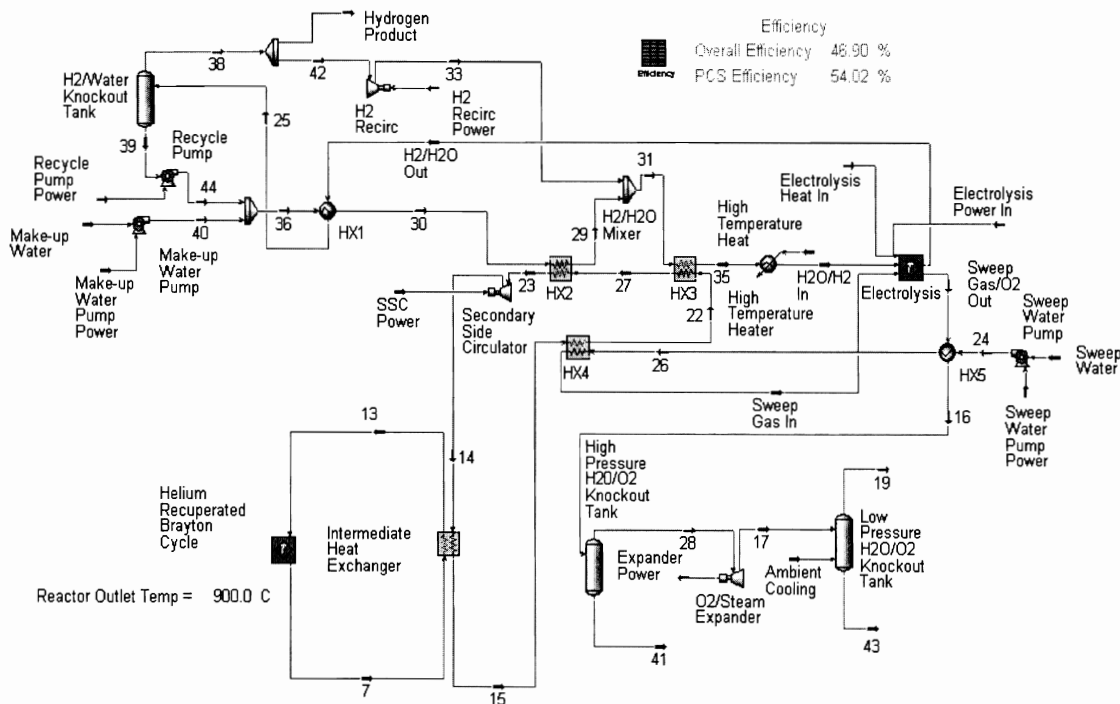 Hydrogen
Product
Efficiency
Overall Efficiency 46.90 %
PCS Efficiency 54.02 %
Efficiency
38
42
33
H2/Water
Knockout
Tank
H2
Recirc
H2
Recirc
Power
25
39
Recycle
Pump
H2/H2O
Out
31
Recycle
Pump
Power
44
Electrolysis
Heat In
Electrolysis
Power In
Make-up
Water
40
36
HX1
30
29
H2/H2O
Mixer
High
Temperature
Heat
Make-up
Water
Pump
Make-up
Water
Pump
Power
23
HX2
27
HX3
35
High
Temperature
Heater
H2O/H2
In
Electrolysis
Sweep
Gas/O2
Out
SSC
Power
Secondary
Side
Circulator
22
Sweep
Water
Pump
24
HX4
26
HX5
Sweep
Water
Sweep
Gas In
16
Sweep
Water
Pump
Power
13
14
High
Pressure
H20/O2
Knockout
Tank
19
Helium
Recuperated
Brayton
Cycle
Intermediate
Heat
Exchanger
28
17
Low
Pressure
H2O/O2
Knockout
Tank
Expander
Power
Ambient
Cooling
Reactor Outlet Temp = 900.0 C
O2/Steam
Expander
41
43
7
15